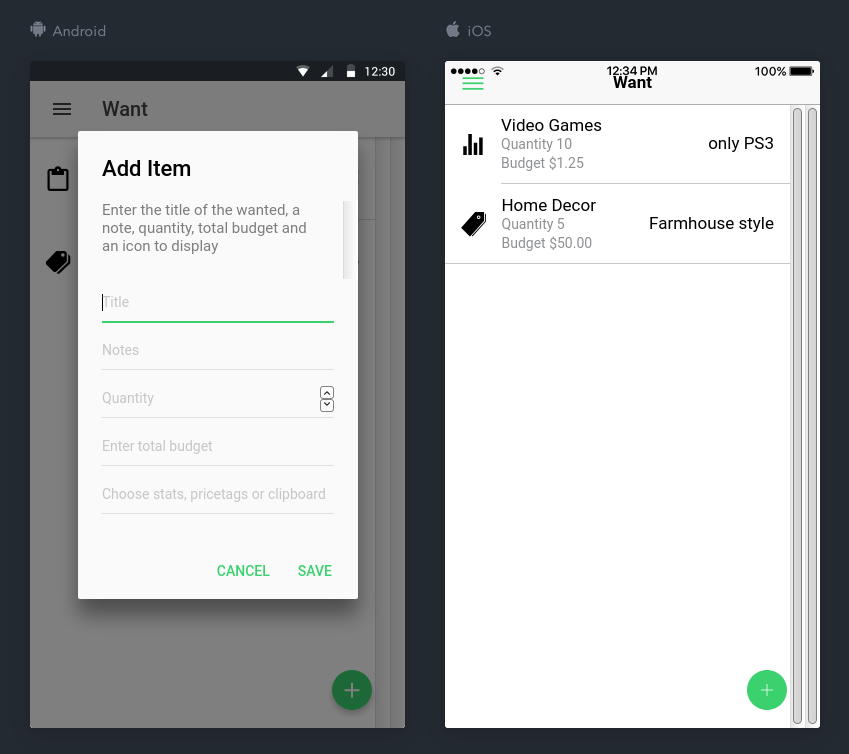 Android
12:30
Want
Add Item
Enter the title of the wanted, a
note, quantity, total budget and
an icon to display
Title
Notes
Quantity
Enter total budget
Choose stats, pricetags or clipboard
CANCEL SAVE
iOS
12:34 PM 100%
Want
Video Games
Quantity 10
Budget $1.25
only PS3
Home Decor
Quantity 5
Budget $50.00
Farmhouse style